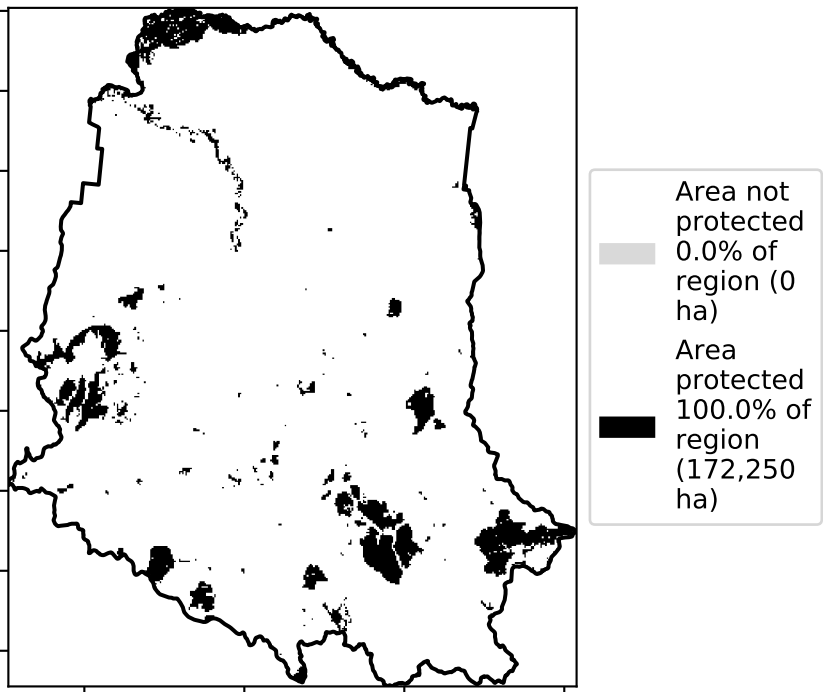 Area not
protected
0.0% of
region (0
ha)
Area
protected
100.0% of
region
(172,250
ha)